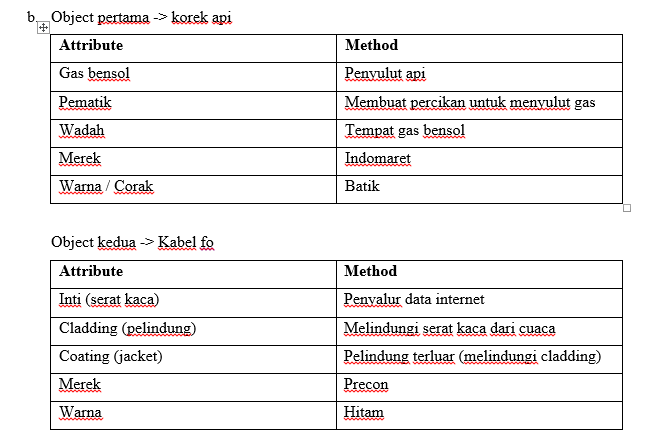 b. Object pertama -> korek api
Attribute Method
Gas bensol Penyulut api
Pematik Membuat percikan untuk menyulut gas
Wadah Tempat gas bensol
Merek Indomaret
Warna / Corak Batik
Object kedua -> Kabel fo
Attribute Method
Inti (serat kaca) Penyalur data internet
Cladding (pelindung) Melindungi serat kaca dari cuaca
Coating (jacket) Pelindung terluar (melindungi cladding)
Merek Precon
Warna Hitam